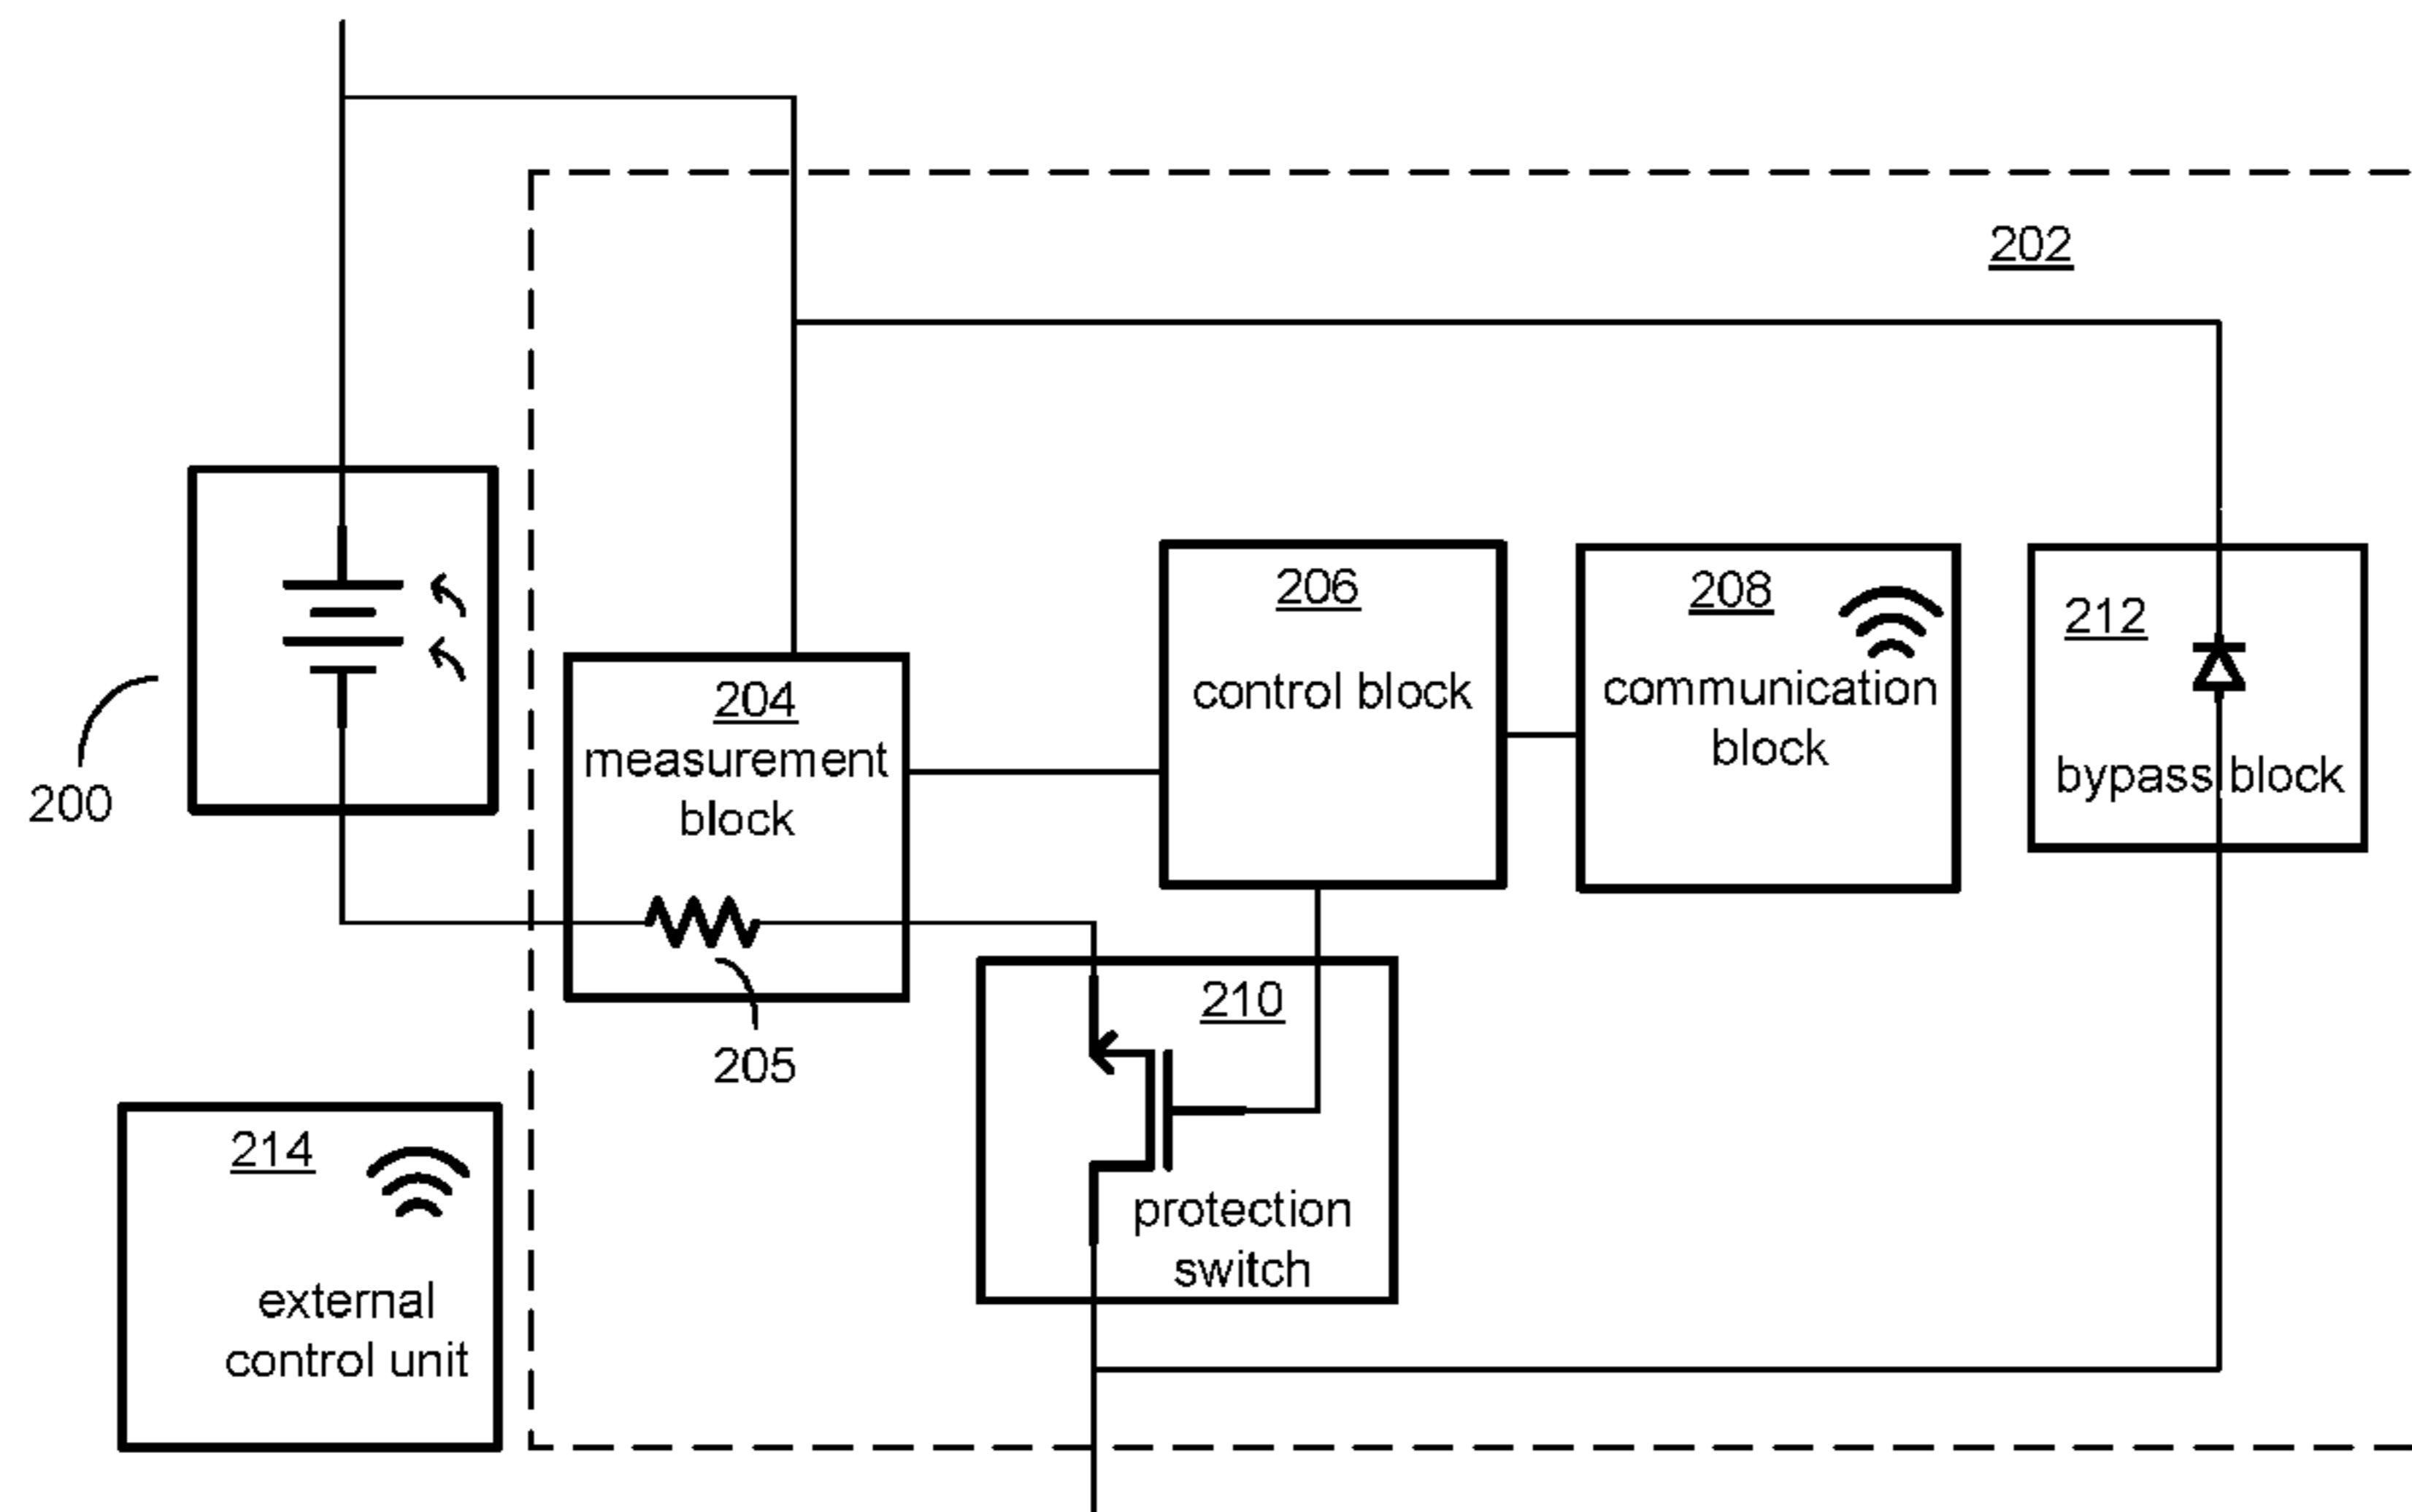 202
200
204
measurement
block
205
206
control block
208
communication
block
212
bypass block
210
protection
switch
214
external
control unit